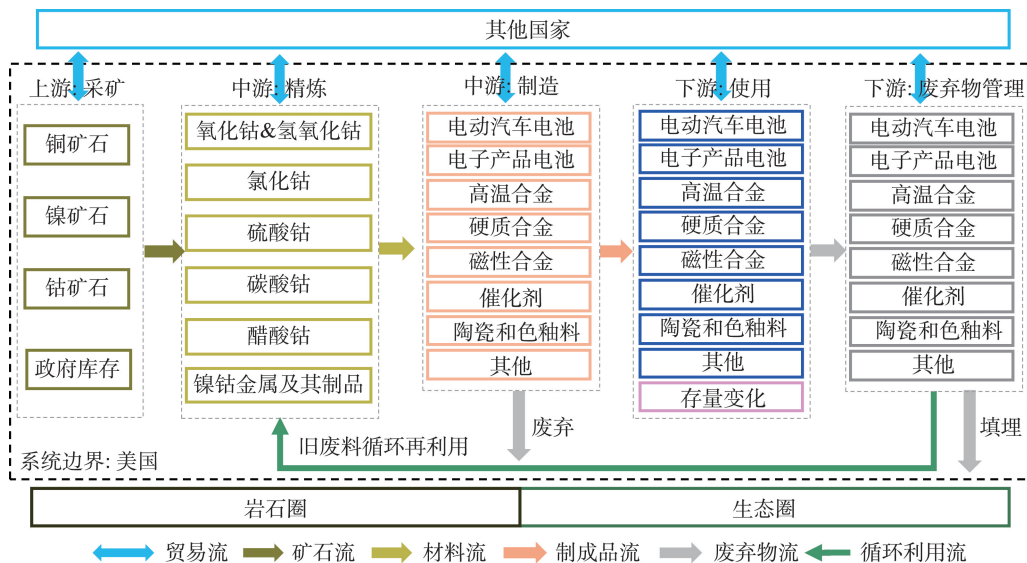 其他国家
上游: 采矿
铜矿石
镍矿石
钴矿石
政府库存
中游: 精炼
氧化钴&氢氧化钴
氯化钴
硫酸钴
碳酸钴
醋酸钴
镍钴金属及其制品
中游: 制造
电动汽车电池
电子产品电池
高温合金
硬质合金
磁性合金
催化剂
陶瓷和色釉料
其他
下游: 使用
电动汽车电池
电子产品电池
高温合金
硬质合金
磁性合金
催化剂
陶瓷和色釉料
其他
存量变化
下游: 废弃物管理
电动汽车电池
电子产品电池
高温合金
硬质合金
磁性合金
催化剂
陶瓷和色釉料
其他
旧废料循环再利用
废弃
填埋
系统边界: 美国
岩石圈
生态圈
贸易流
矿石流
材料流
制成品流
废弃物流
循环利用流